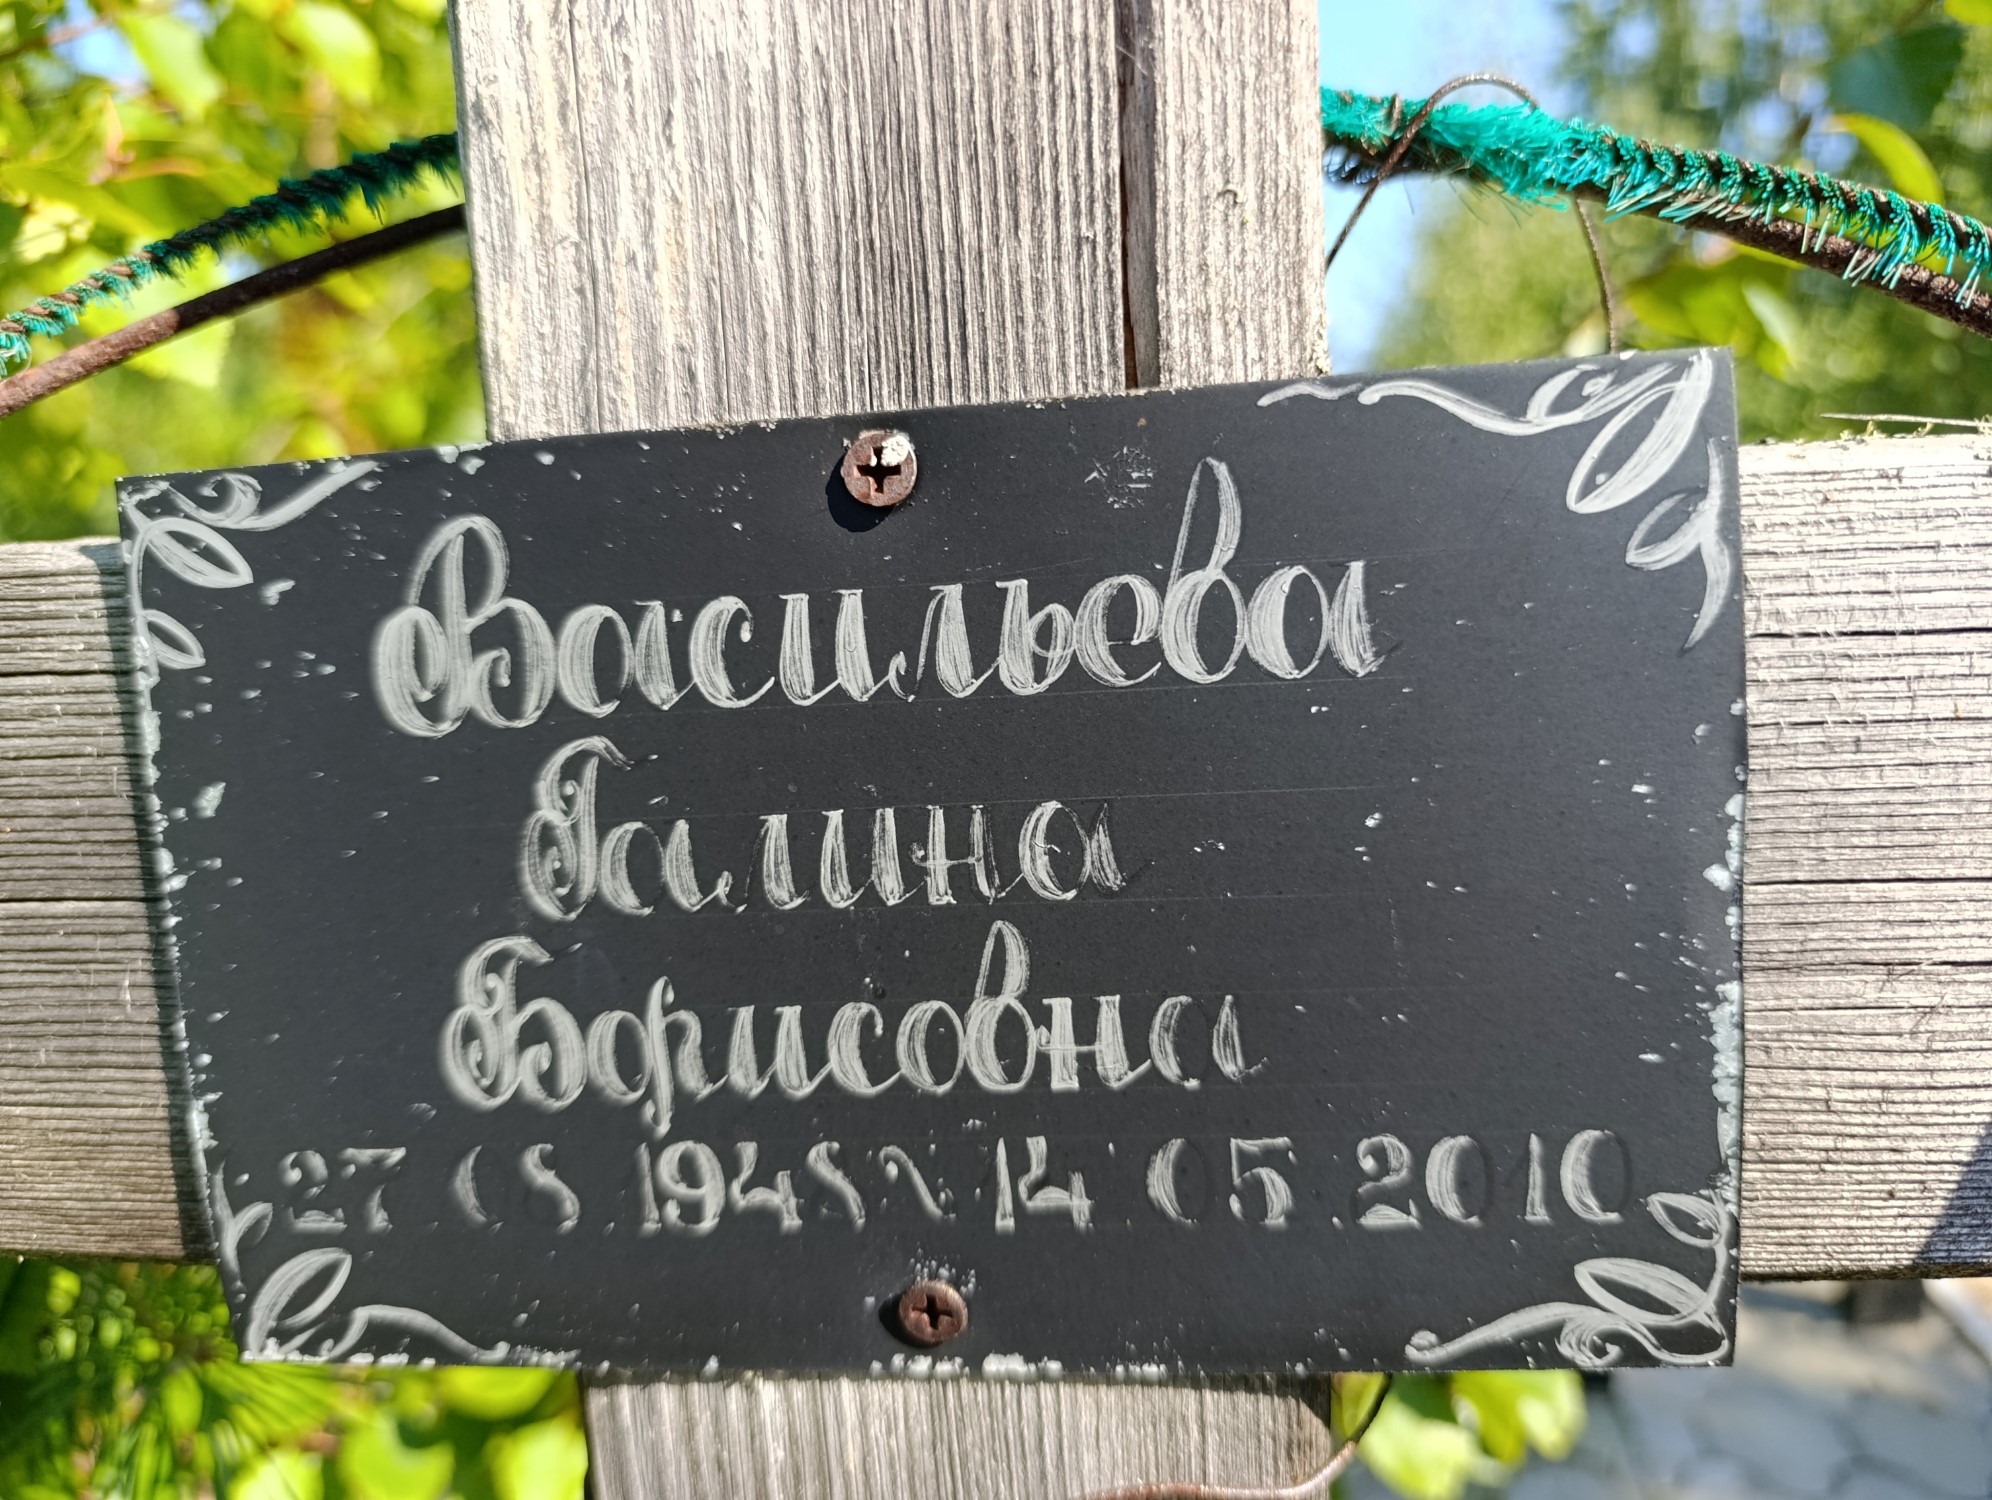 Васильева
Галина
Борисовна
27.08.1948 ~ 14.05.2010